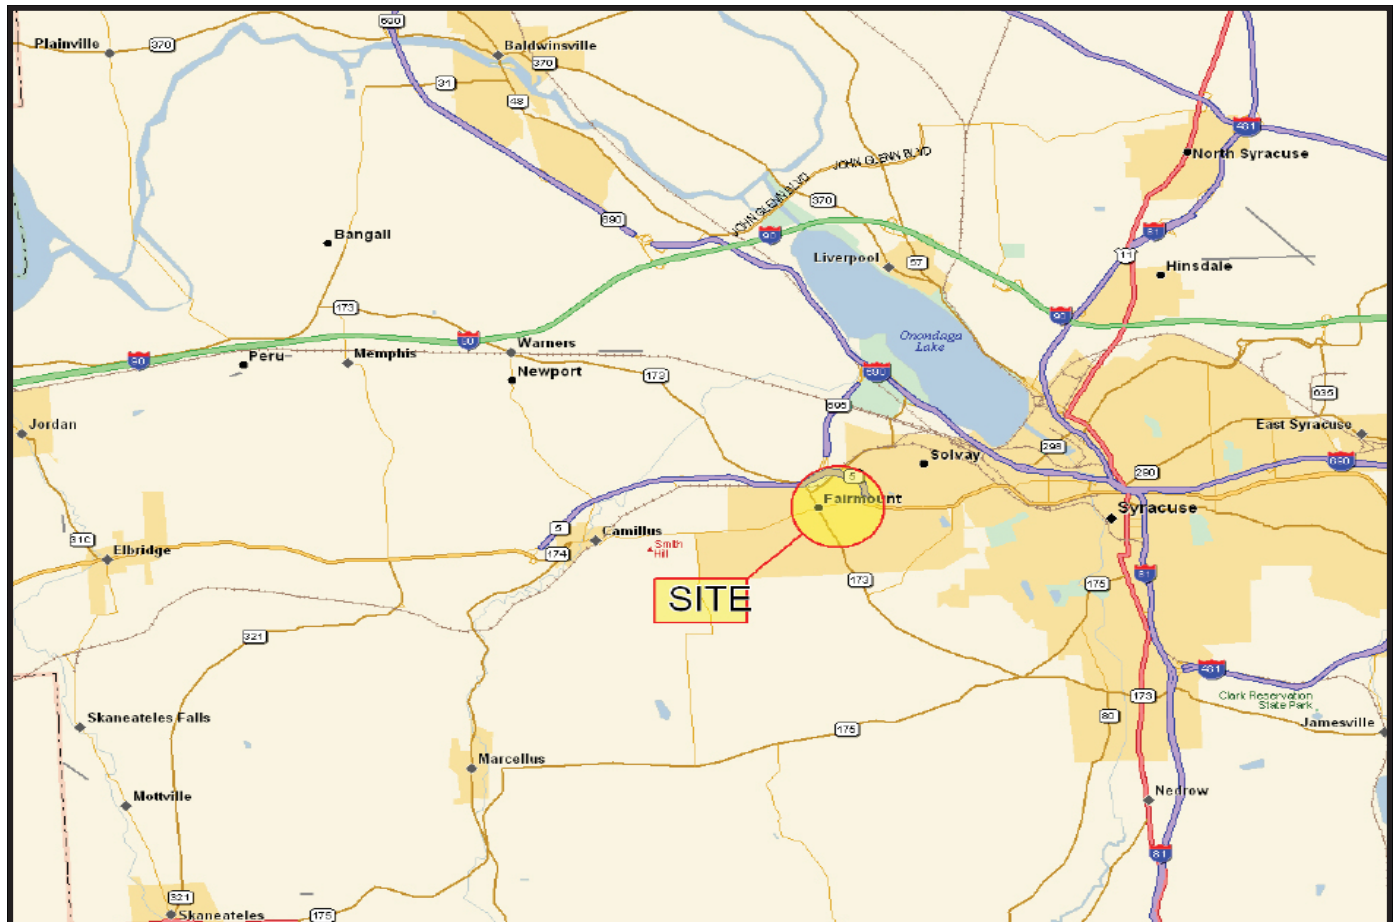 690
Plainville
370
Baldwinsville
370
31
48
481
JOHN GLENN BLVD
North Syracuse
JOHN GLENN BLVD
370
690
Bangall
90
81
11
Liverpool
57
Hinsdale
173
90
Onondaga
Lake
90
Warners
90
Peru
Memphis
690
Newport
173
695
635
Jordan
298
East Syracuse
Solvay
690
5
290
Fairmount
Syracuse
5
Camillus
310
Elbridge
174
Smith
Hill
81
173
175
SITE
321
481
173
Clark Reservation
State Park
80
Skaneateles Falls
175
Jamesville
Marcellus
Mottville
Nedrow
81
321
Skaneateles
175